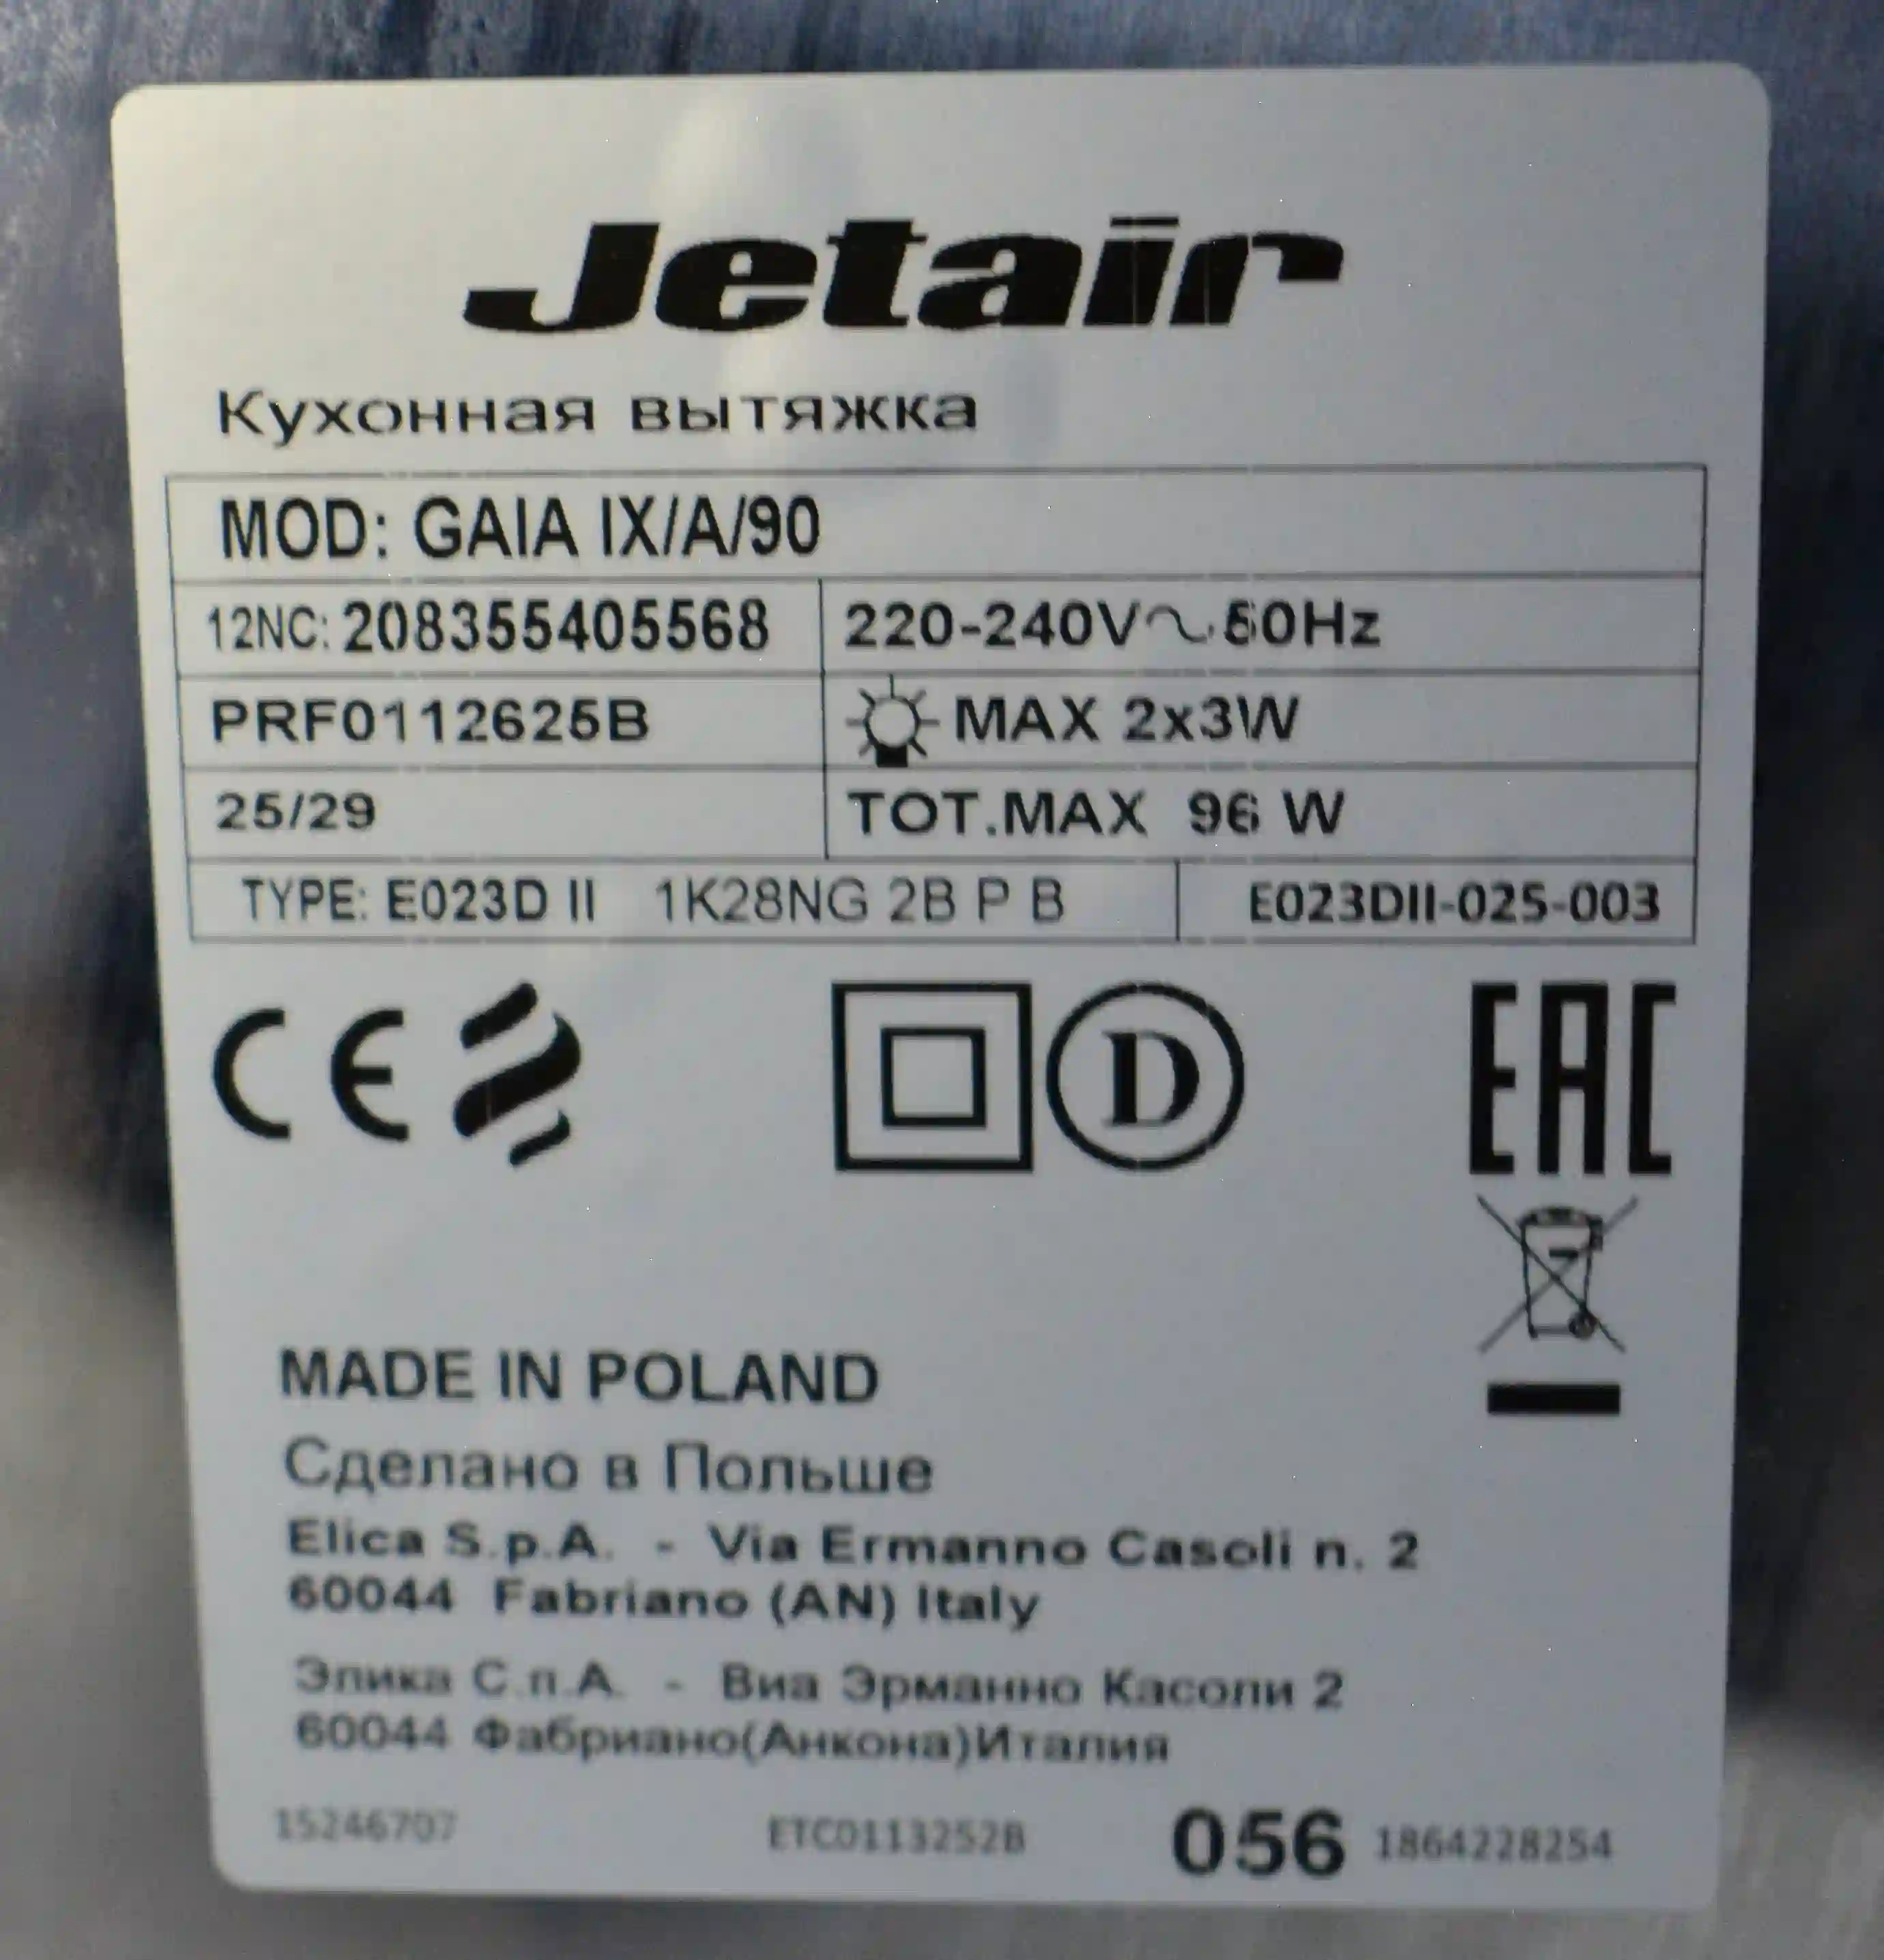 Jetair
Кухонная вытяжка
MOD: GAIA IX/A/90
12NC: 208355405568 220-240V~50Hz
PRF0112625B MAX 2x3W
25/29 TOT.MAX 96 W
TYPE: E023D II 1K28NG 2B P B E023DII-025-003
CE D EAC
MADE IN POLAND
Сделано в Польше
Elica S.p.A. - Via Ermanno Casoli n. 2
60044 Fabriano (AN) Italy
Элика С.п.А. - Виа Эрманно Касоли 2
60044 Фабриано(Анкона)Италия
15246707 ETC0113252B 056 1864228254